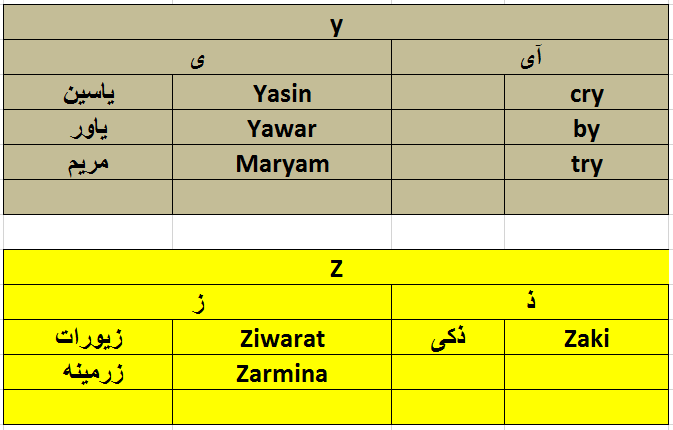 y
ی آی
یاسین Yasin cry
یاور Yawar by
مریم Maryam try
Z
ز ذ
زیورات Ziwarat ذکی Zaki
زرمینه Zarmina